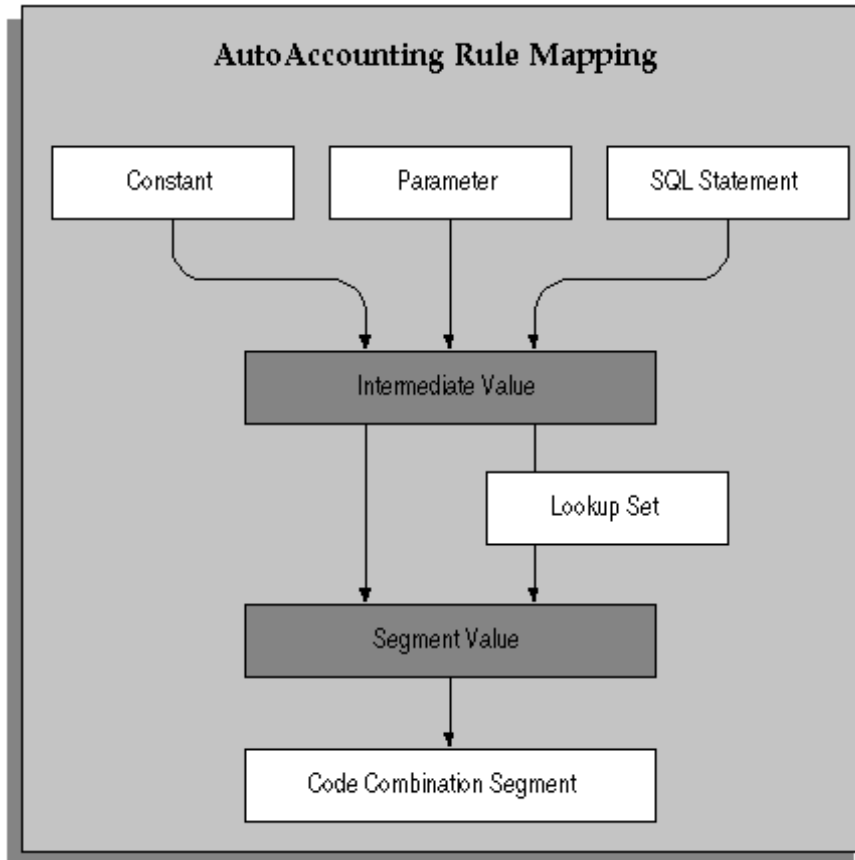 AutoAccounting Rule Mapping
Constant
Parameter
SQL Statement
Intermediate Value
Lookup Set
Segment Value
Code Combination Segment